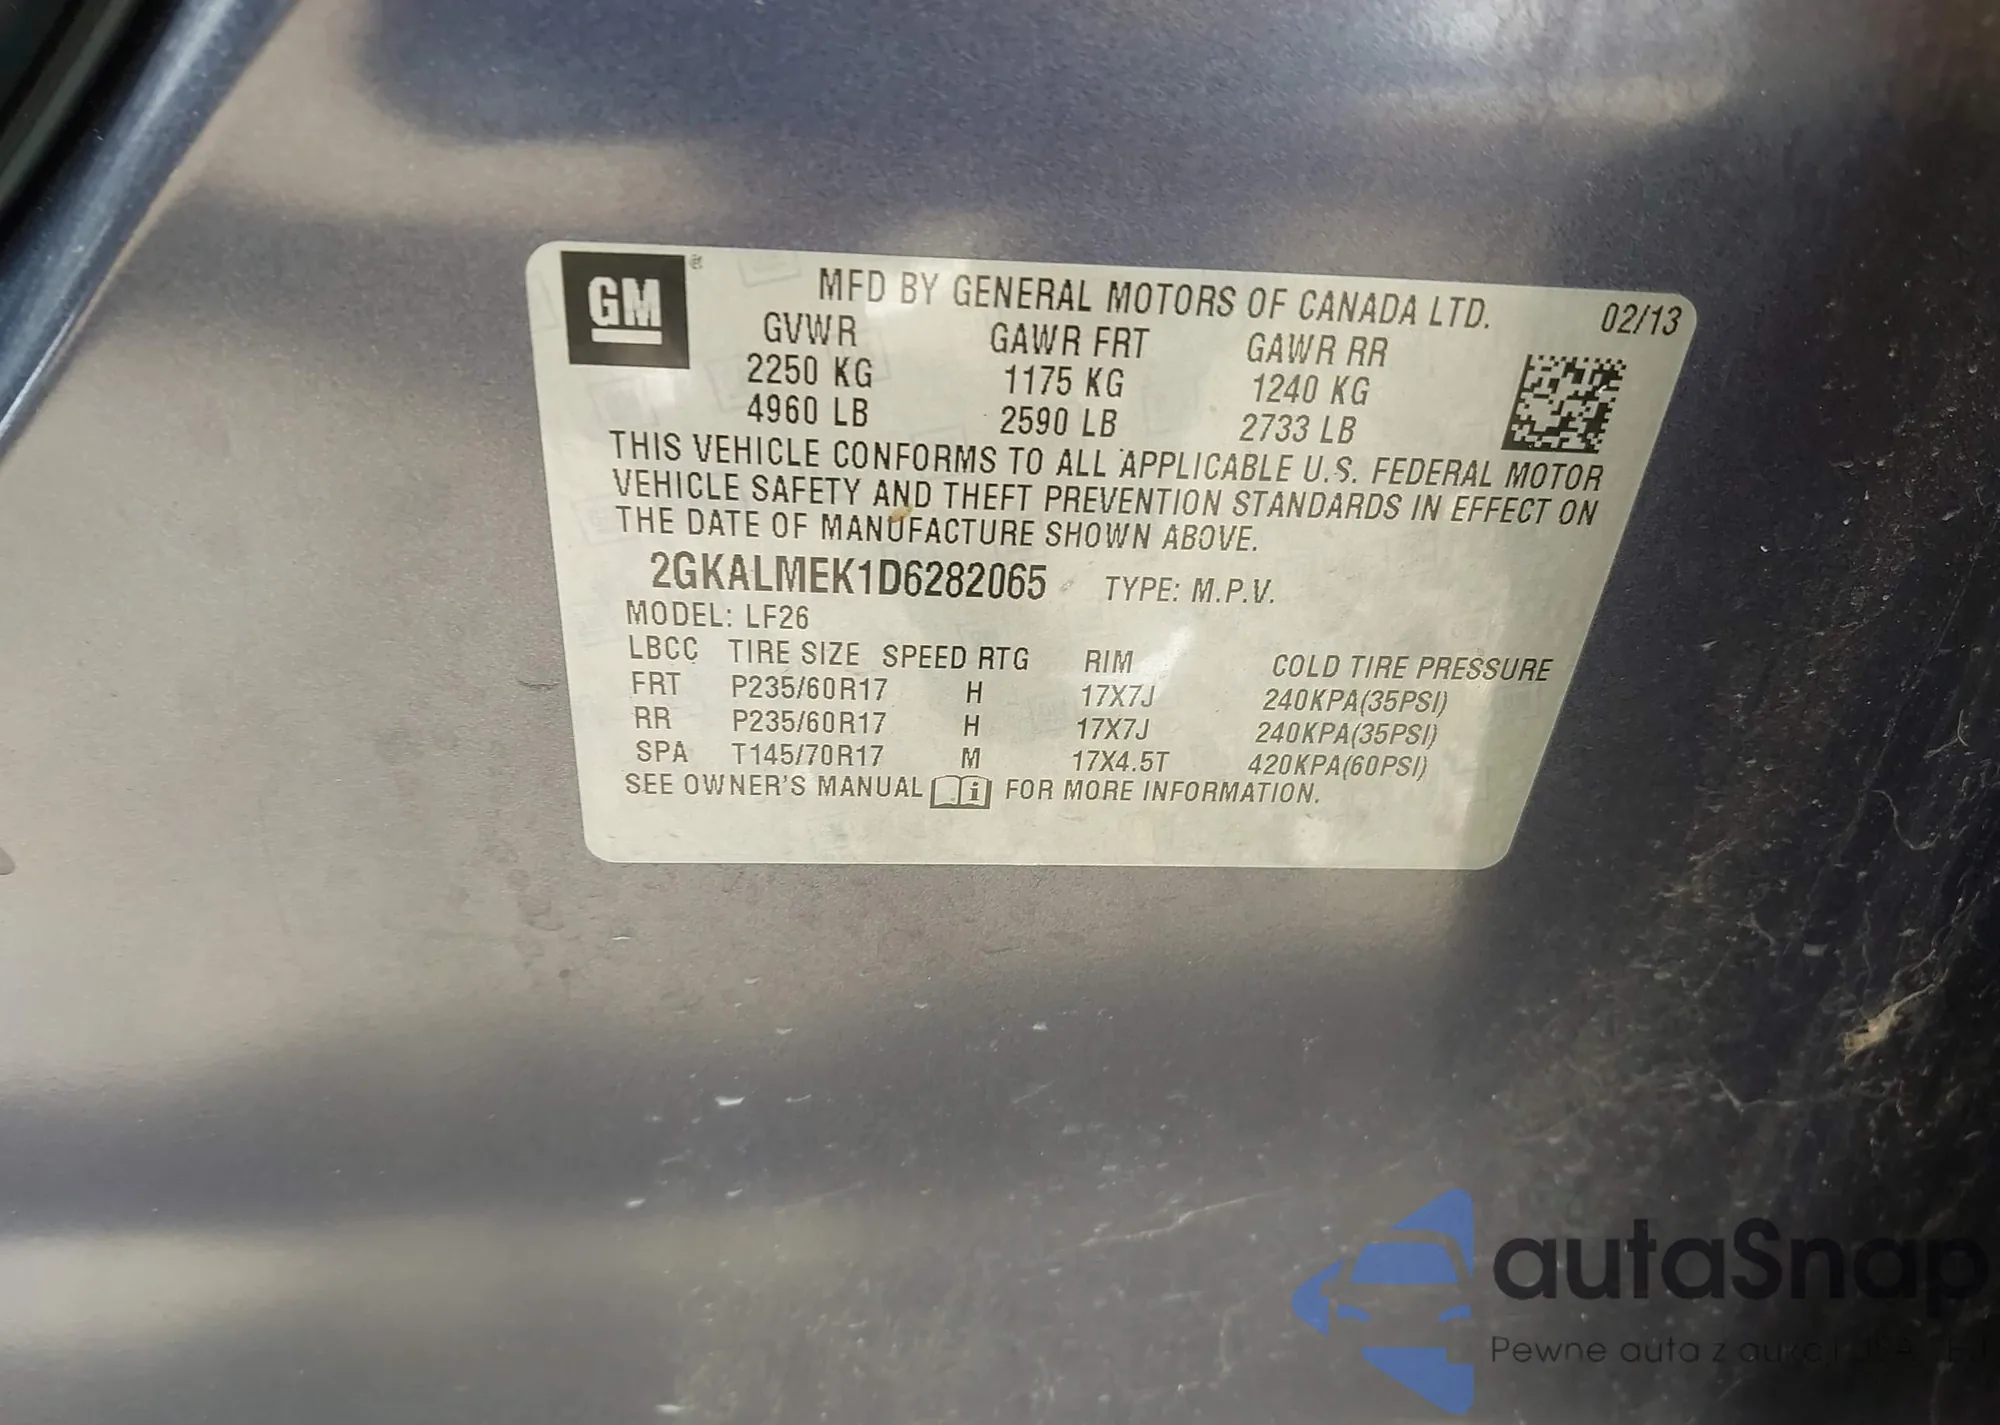 GM
MFD BY GENERAL MOTORS OF CANADA LTD. 02/13
GVWR GAWR FRT GAWR RR
2250 KG 1175 KG 1240 KG
4960 LB 2590 LB 2733 LB
THIS VEHICLE CONFORMS TO ALL APPLICABLE U.S. FEDERAL MOTOR
VEHICLE SAFETY AND THEFT PREVENTION STANDARDS IN EFFECT ON
THE DATE OF MANUFACTURE SHOWN ABOVE.
2GKALMEK1D6282065 TYPE: M.P.V.
MODEL: LF26
LBCC TIRE SIZE SPEED RTG RIM COLD TIRE PRESSURE
FRT P235/60R17 H 17X7J 240KPA(35PSI)
RR P235/60R17 H 17X7J 240KPA(35PSI)
SPA T145/70R17 M 17X4.5T 420KPA(60PSI)
SEE OWNER'S MANUAL FOR MORE INFORMATION.
autaSnap
Pewne auta z aukcji